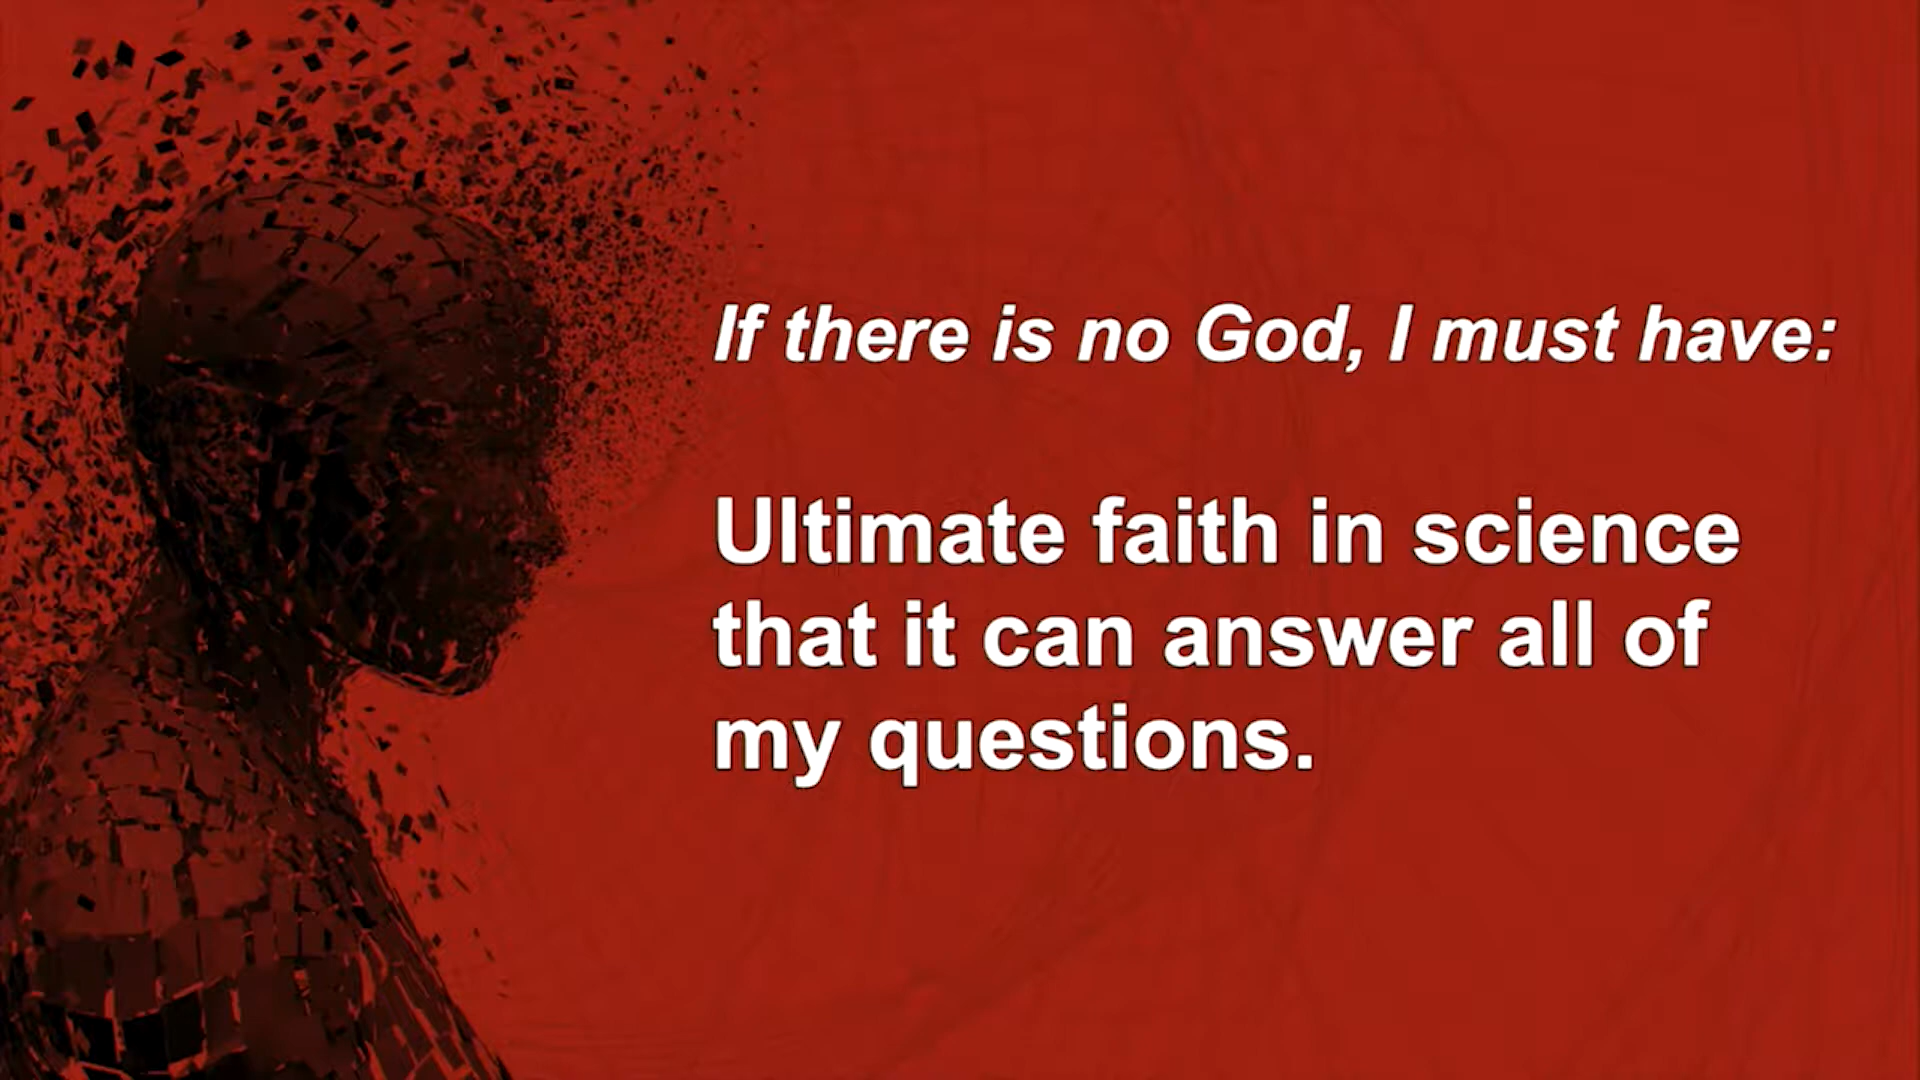 If there is no God, I must have:
Ultimate faith in science
that it can answer all of
my questions.